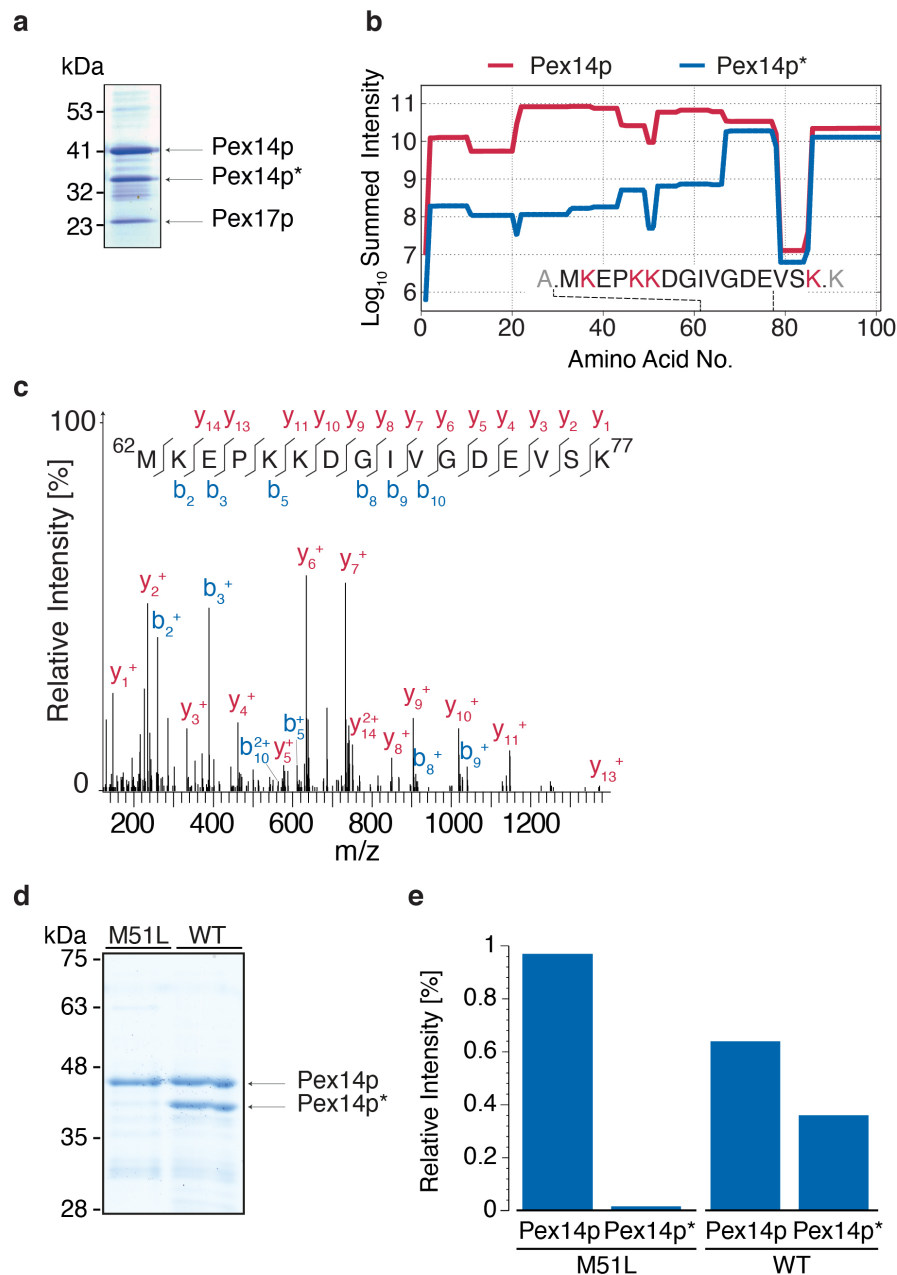 a
kDa
53
41
32
23
Pex14p
Pex14p*
Pex17p
b
Pex14p Pex14p*
Log10 Summed Intensity
11
10
9
8
7
6
A.MKEPKKDGIVGDEVSK.K
0 20 40 60 80 100
Amino Acid No.
c
Relative Intensity [%]
100
0
y14 y13 y11 y10 y9 y8 y7 y6 y5 y4 y3 y2 y1
62 M K E P K K D G I V G D E V S K 77
b2 b3 b5 b8 b9 b10
y1+
y2+
b2+
y3+
b3+
y4+
b10 2+
y5+
b5+
y6+
y7+
y14 2+
y8+
y9+
b8+
y10+
b9+
y11+
y13+
200 400 600 800 1000 1200
m/z
d
kDa
M51L WT
75
63
48
35
28
Pex14p
Pex14p*
e
Relative Intensity [%]
1
0.8
0.6
0.4
0.2
0
Pex14p Pex14p* Pex14p Pex14p*
M51L WT